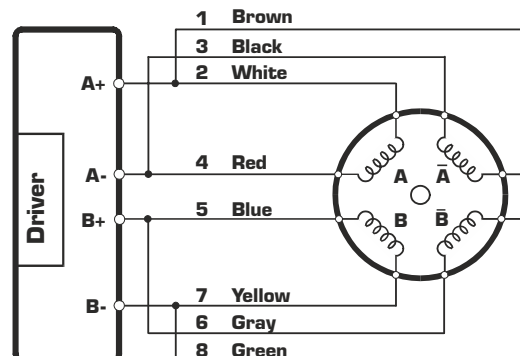 1 Brown
3 Black
2 White
A+
4 Red
A-
A Ā
Driver
B+
5 Blue
B B̄
7 Yellow
B-
6 Gray
8 Green